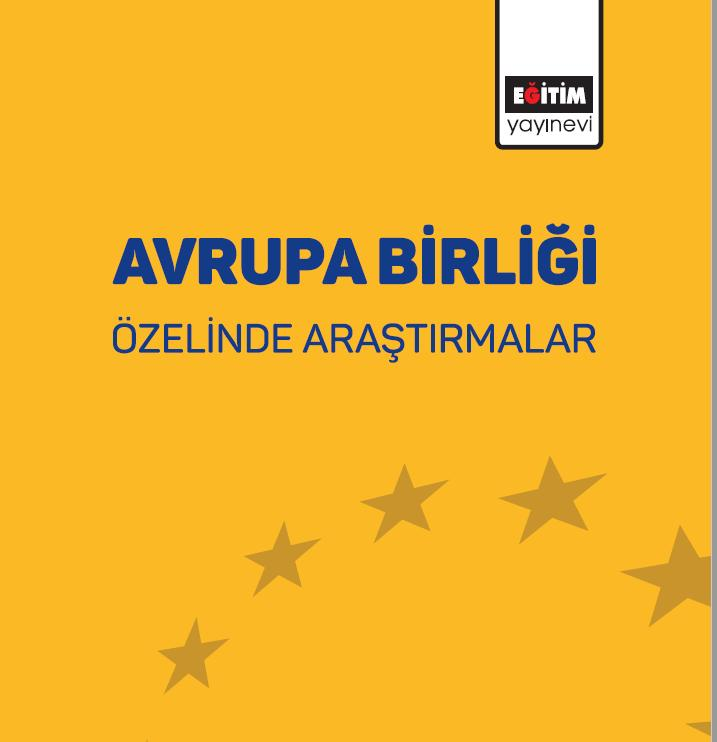 EĞİTİM
yayınevi
AVRUPA BİRLİĞİ
ÖZELİNDE ARAŞTIRMALAR